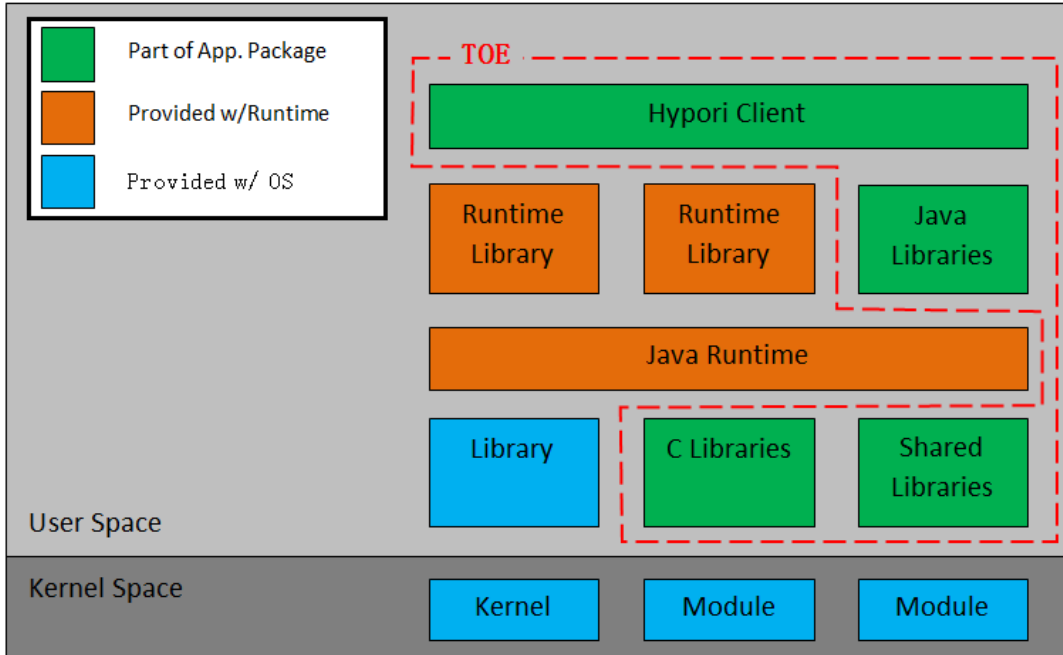 Part of App. Package
Provided w/Runtime
Provided w/ OS
TOE
Hypori Client
Runtime
Library
Runtime
Library
Java
Libraries
Java Runtime
Library
C Libraries
Shared
Libraries
User Space
Kernel Space
Kernel
Module
Module